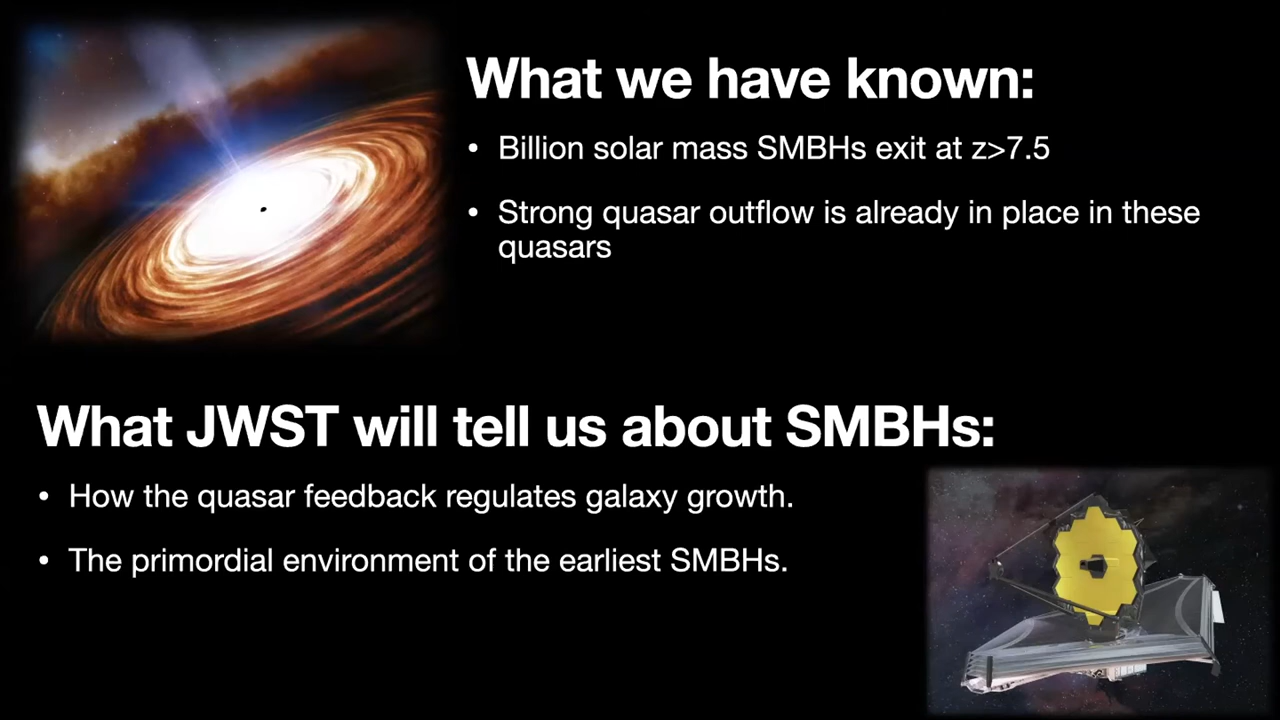 What we have known:
• Billion solar mass SMBHs exit at z>7.5
• Strong quasar outflow is already in place in these
quasars
What JWST will tell us about SMBHs:
• How the quasar feedback regulates galaxy growth.
• The primordial environment of the earliest SMBHs.